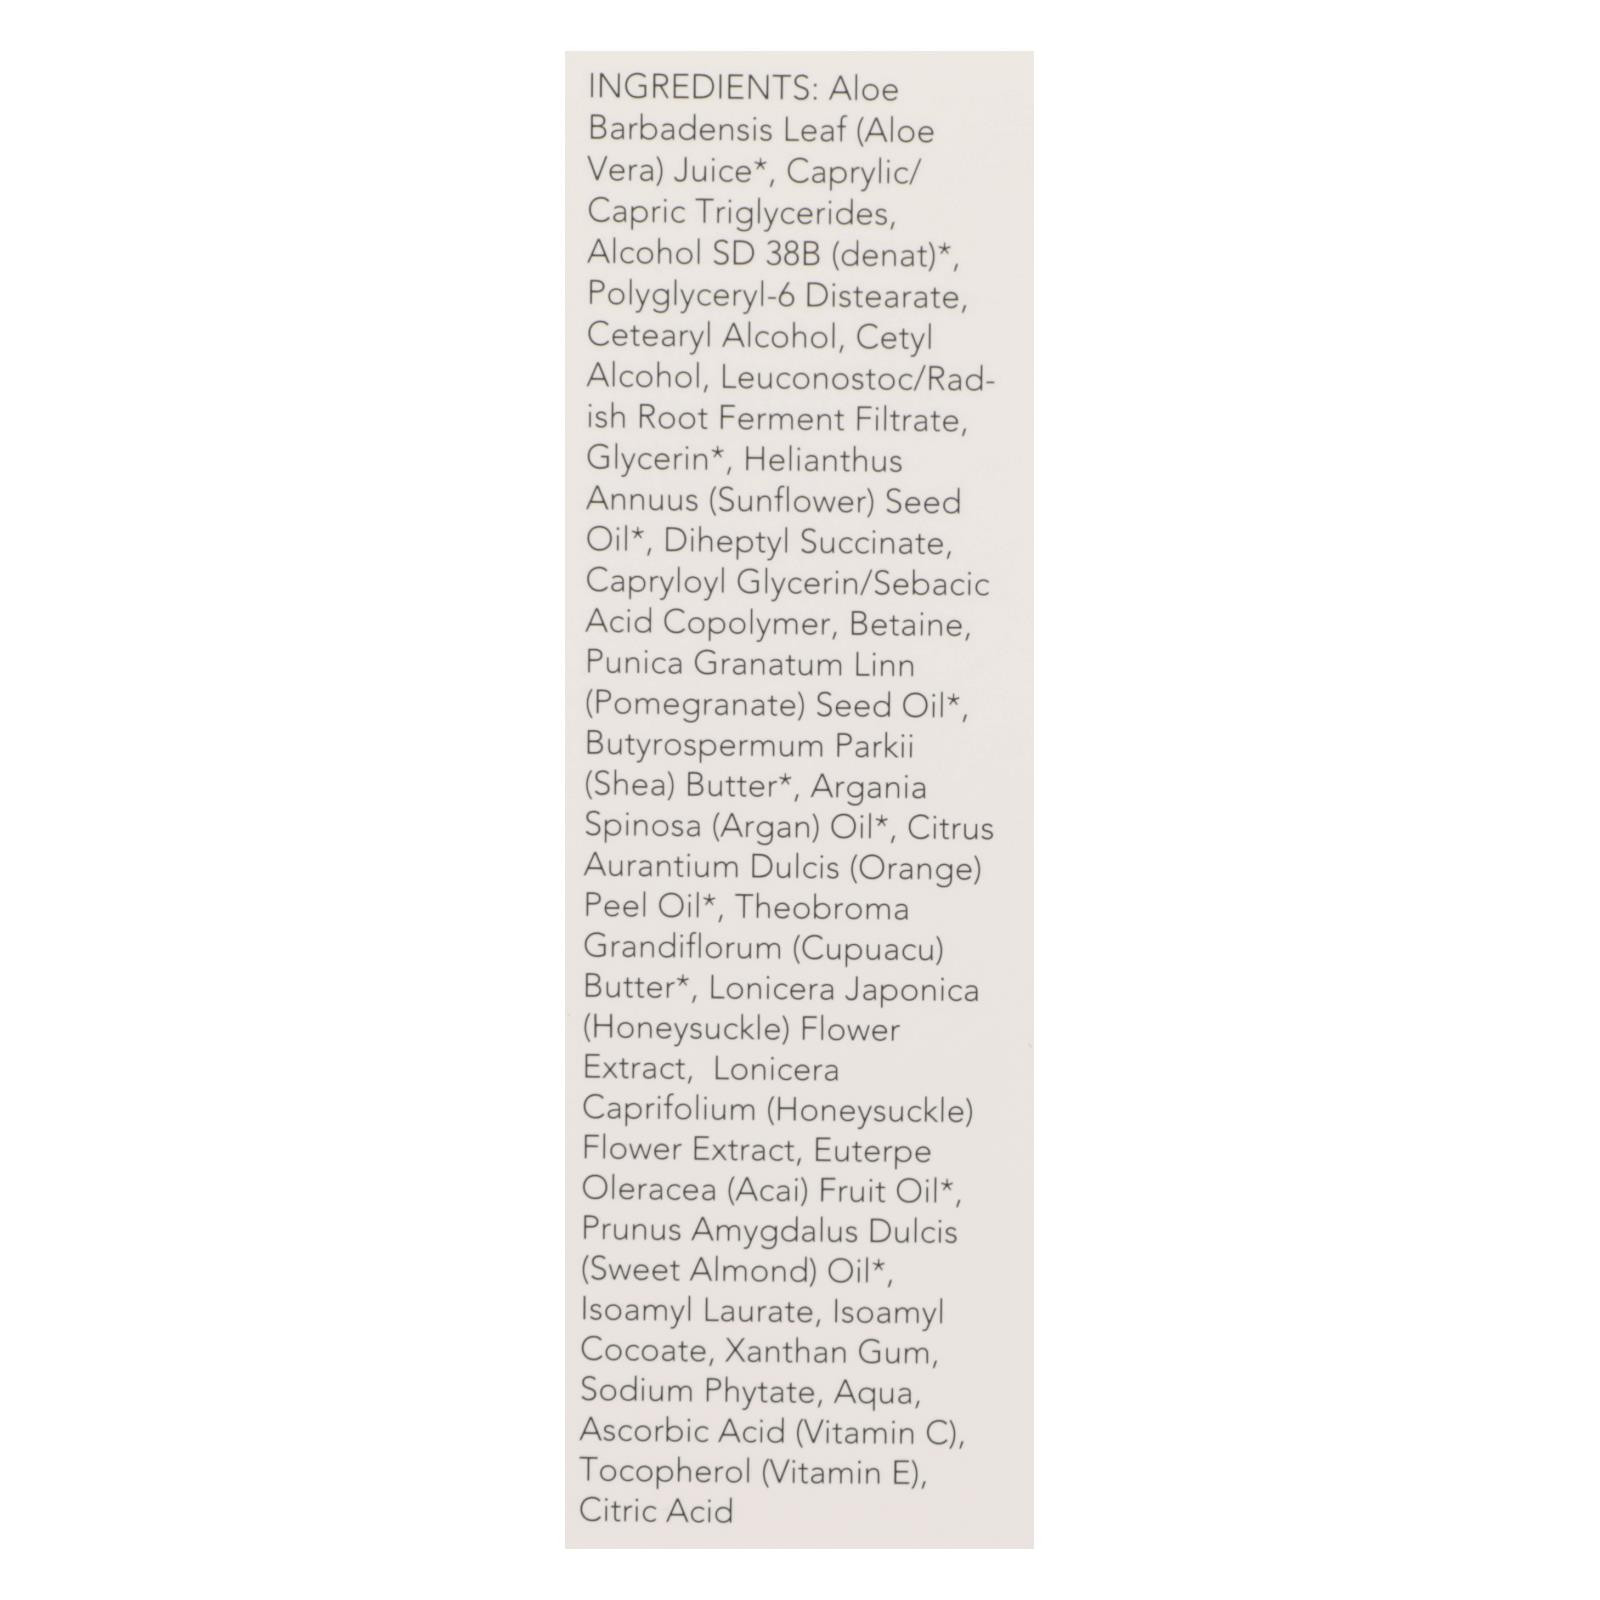 INGREDIENTS: Aloe
Barbadensis Leaf (Aloe
Vera) Juice*, Caprylic/
Capric Triglycerides,
Alcohol SD 38B (denat)*,
Polyglyceryl-6 Distearate,
Cetearyl Alcohol, Cetyl
Alcohol, Leuconostoc/Rad-
ish Root Ferment Filtrate,
Glycerin*, Helianthus
Annuus (Sunflower) Seed
Oil*, Diheptyl Succinate,
Capryloyl Glycerin/Sebacic
Acid Copolymer, Betaine,
Punica Granatum Linn
(Pomegranate) Seed Oil*,
Butyrospermum Parkii
(Shea) Butter*, Argania
Spinosa (Argan) Oil*, Citrus
Aurantium Dulcis (Orange)
Peel Oil*, Theobroma
Grandiflorum (Cupuacu)
Butter*, Lonicera Japonica
(Honeysuckle) Flower
Extract,  Lonicera
Caprifolium (Honeysuckle)
Flower Extract, Euterpe
Oleracea (Acai) Fruit Oil*,
Prunus Amygdalus Dulcis
(Sweet Almond) Oil*,
Isoamyl Laurate, Isoamyl
Cocoate, Xanthan Gum,
Sodium Phytate, Aqua,
Ascorbic Acid (Vitamin C),
Tocopherol (Vitamin E),
Citric Acid